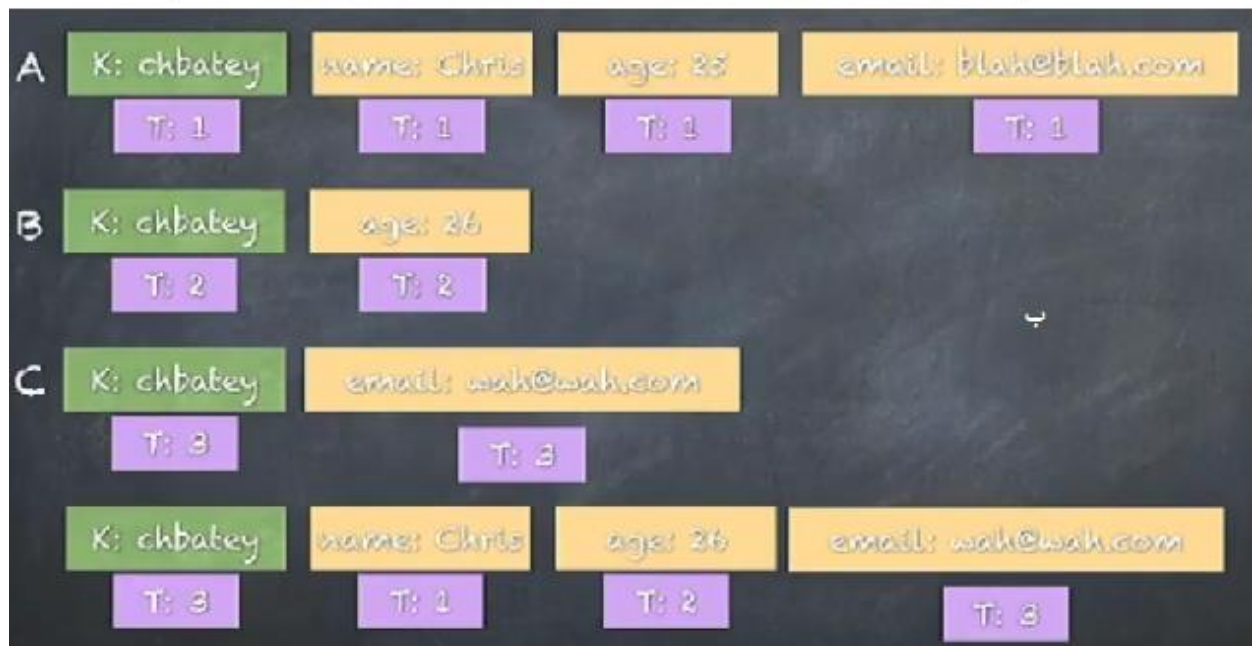 A K: chbatey name: Chris age: 25 email: blah@blah.com
T: 1 T: 1 T: 1 T: 1
B K: chbatey age: 26
T: 2 T: 2
ب
C K: chbatey email: wah@wah.com
T: 3 T: 3
K: chbatey name: Chris age: 26 email: wah@wah.com
T: 3 T: 1 T: 2 T: 3